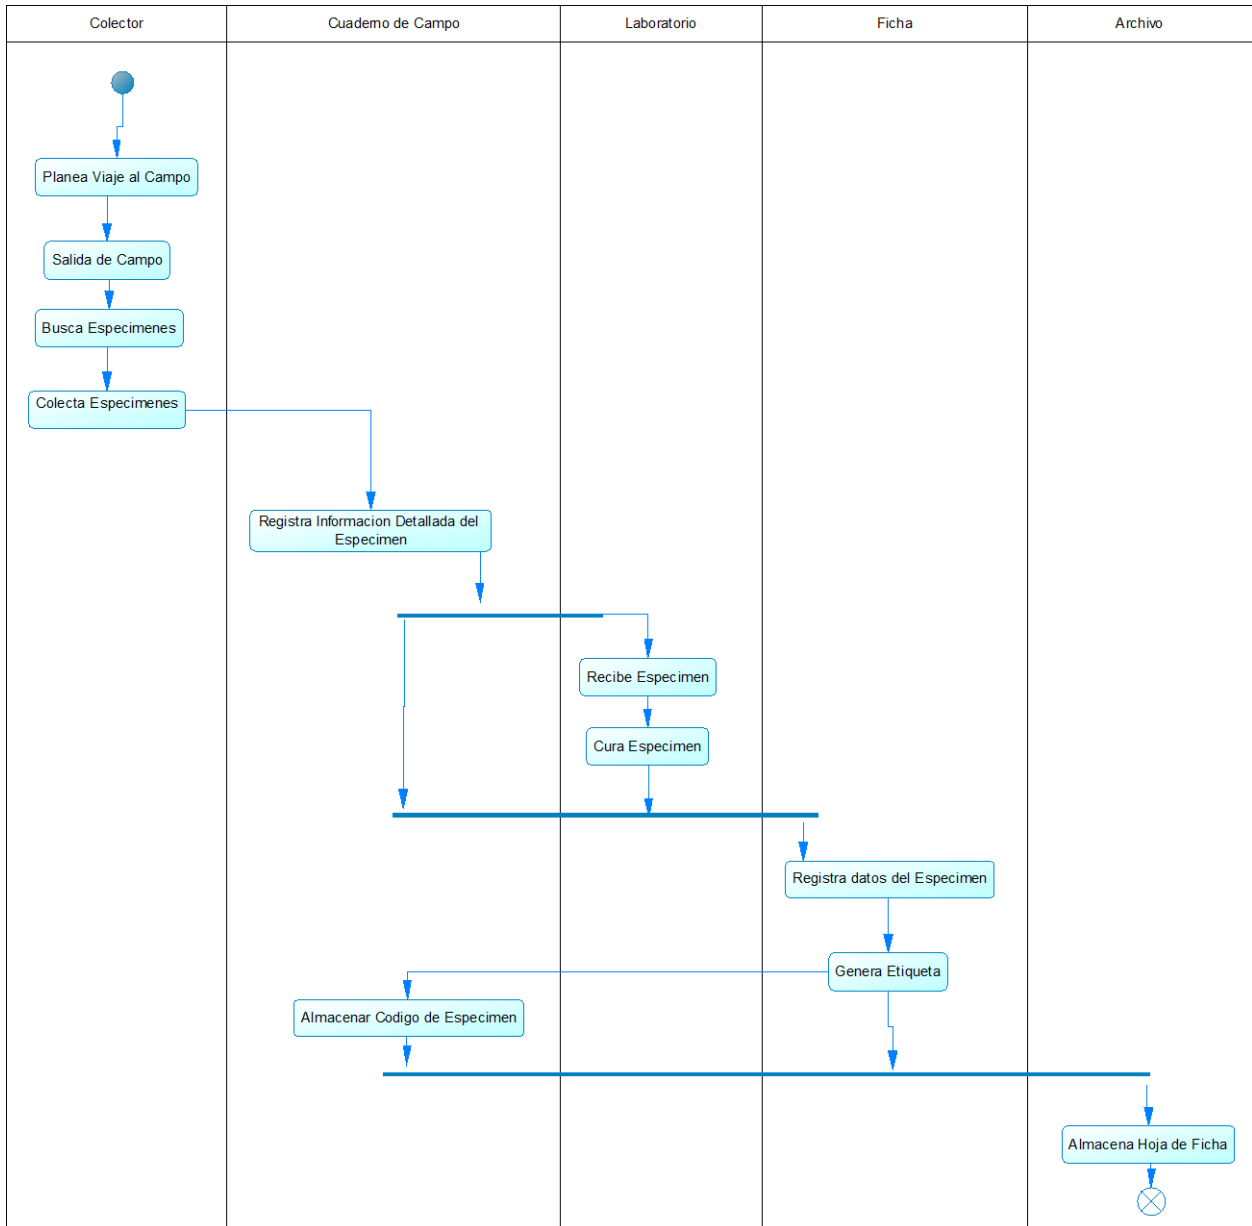 Colector
Cuaderno de Campo
Laboratorio
Ficha
Archivo
Planea Viaje al Campo
Salida de Campo
Busca Especimenes
Colecta Especimenes
Registra Informacion Detallada del
Especimen
Recibe Especimen
Cura Especimen
Registra datos del Especimen
Genera Etiqueta
Almacenar Codigo de Especimen
Almacena Hoja de Ficha